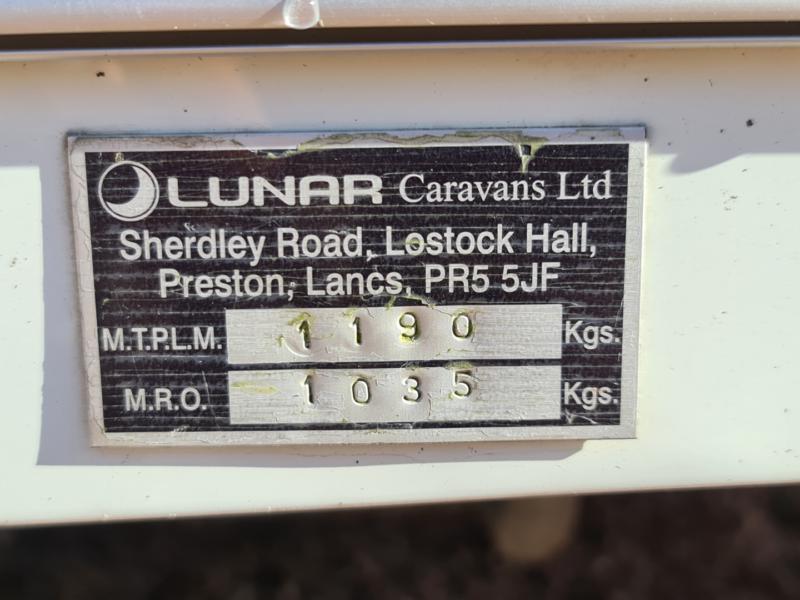 LUNAR Caravans Ltd
Sherdley Road, Lostock Hall,
Preston, Lancs, PR5 5JF
M.T.P.L.M. 1190 Kgs.
M.R.O. 1035 Kgs.